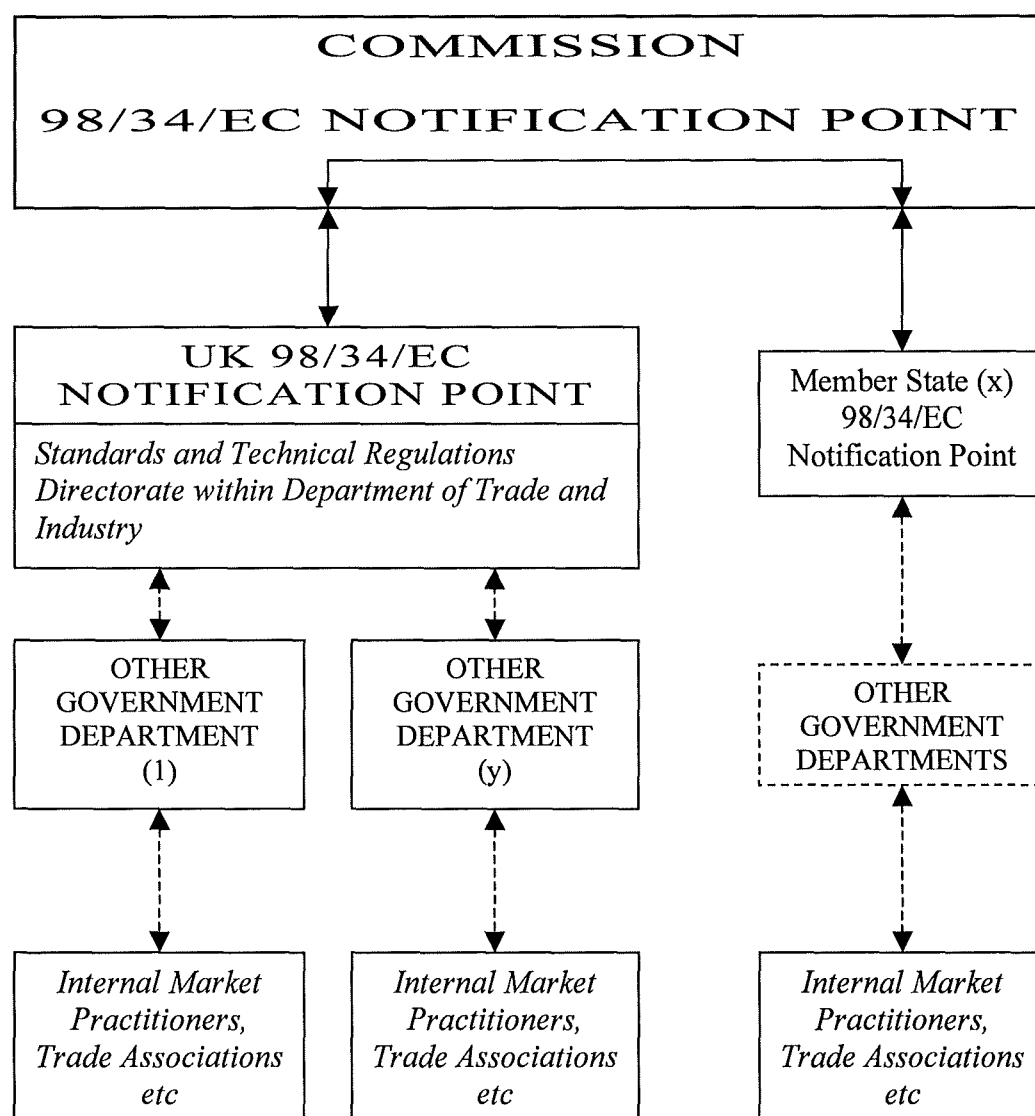 COMMISSION
98/34/EC NOTIFICATION POINT
UK 98/34/EC
NOTIFICATION POINT
Standards and Technical Regulations
Directorate within Department of Trade and
Industry
Member State (x)
98/34/EC
Notification Point
OTHER
GOVERNMENT
DEPARTMENT
(1)
OTHER
GOVERNMENT
DEPARTMENT
(y)
OTHER
GOVERNMENT
DEPARTMENTS
Internal Market
Practitioners,
Trade Associations
etc
Internal Market
Practitioners,
Trade Associations
etc
Internal Market
Practitioners,
Trade Associations
etc